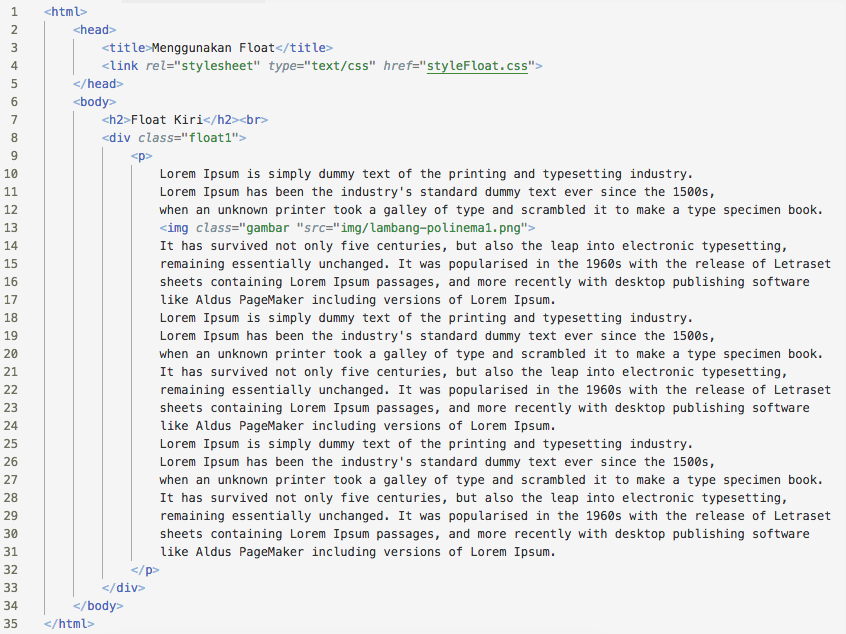 1 <html>
2 <head>
3 <title>Menggunakan Float</title>
4 <link rel="stylesheet" type="text/css" href="styleFloat.css">
5 </head>
6 <body>
7 <h2>Float Kiri</h2><br>
8 <div class="float1">
9 <p>
10 Lorem Ipsum is simply dummy text of the printing and typesetting industry.
11 Lorem Ipsum has been the industry's standard dummy text ever since the 1500s,
12 when an unknown printer took a galley of type and scrambled it to make a type specimen book.
13 <img class="gambar "src="img/lambang-polinema1.png">
14 It has survived not only five centuries, but also the leap into electronic typesetting,
15 remaining essentially unchanged. It was popularised in the 1960s with the release of Letraset
16 sheets containing Lorem Ipsum passages, and more recently with desktop publishing software
17 like Aldus PageMaker including versions of Lorem Ipsum.
18 Lorem Ipsum is simply dummy text of the printing and typesetting industry.
19 Lorem Ipsum has been the industry's standard dummy text ever since the 1500s,
20 when an unknown printer took a galley of type and scrambled it to make a type specimen book.
21 It has survived not only five centuries, but also the leap into electronic typesetting,
22 remaining essentially unchanged. It was popularised in the 1960s with the release of Letraset
23 sheets containing Lorem Ipsum passages, and more recently with desktop publishing software
24 like Aldus PageMaker including versions of Lorem Ipsum.
25 Lorem Ipsum is simply dummy text of the printing and typesetting industry.
26 Lorem Ipsum has been the industry's standard dummy text ever since the 1500s,
27 when an unknown printer took a galley of type and scrambled it to make a type specimen book.
28 It has survived not only five centuries, but also the leap into electronic typesetting,
29 remaining essentially unchanged. It was popularised in the 1960s with the release of Letraset
30 sheets containing Lorem Ipsum passages, and more recently with desktop publishing software
31 like Aldus PageMaker including versions of Lorem Ipsum.
32 </p>
33 </div>
34 </body>
35 </html>